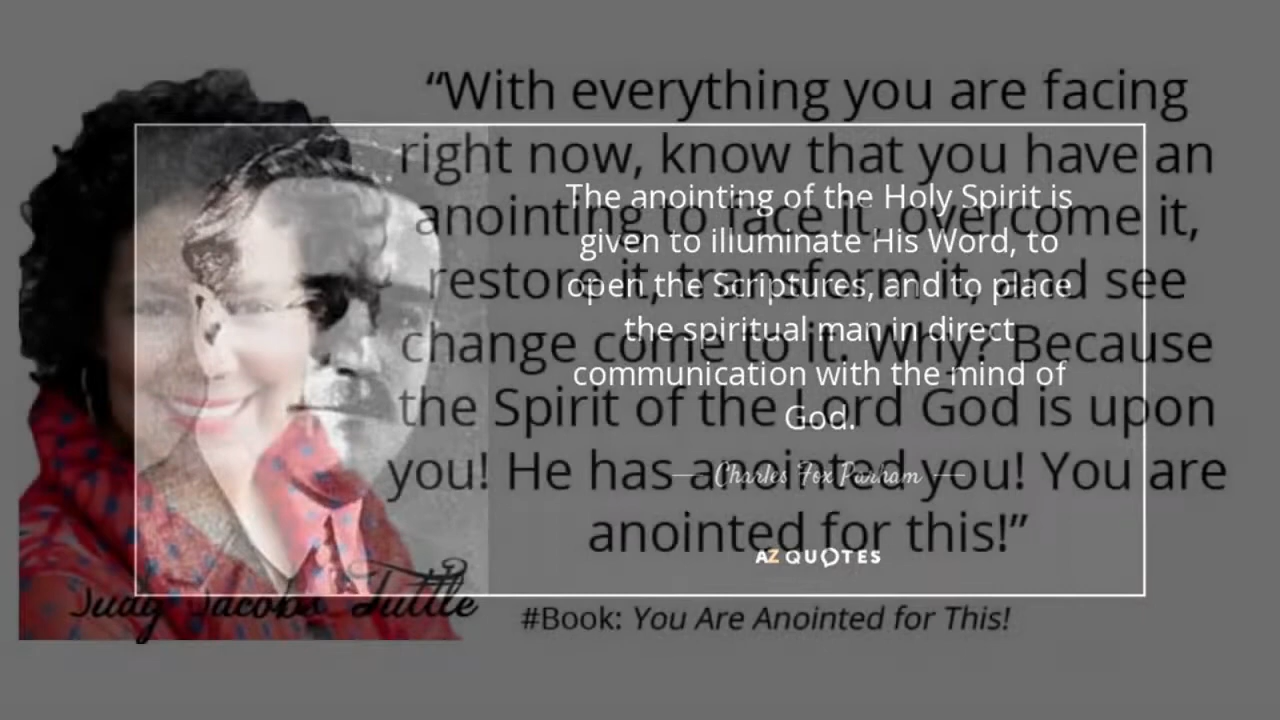 “With everything you are facing
right now, know that you have an
anointing to face it, overcome it,
restore it, transform it, and see
change come to it. Why? Because
the Spirit of the Lord God is upon
you! He has anointed you! You are
anointed for this!”
Judy Jacobs Tuttle
#Book: You Are Anointed for This!
The anointing of the Holy Spirit is
given to illuminate His Word, to
open the Scriptures, and to place
the spiritual man in direct
communication with the mind of
God.
— Charles Fox Parham —
AZ QUOTES